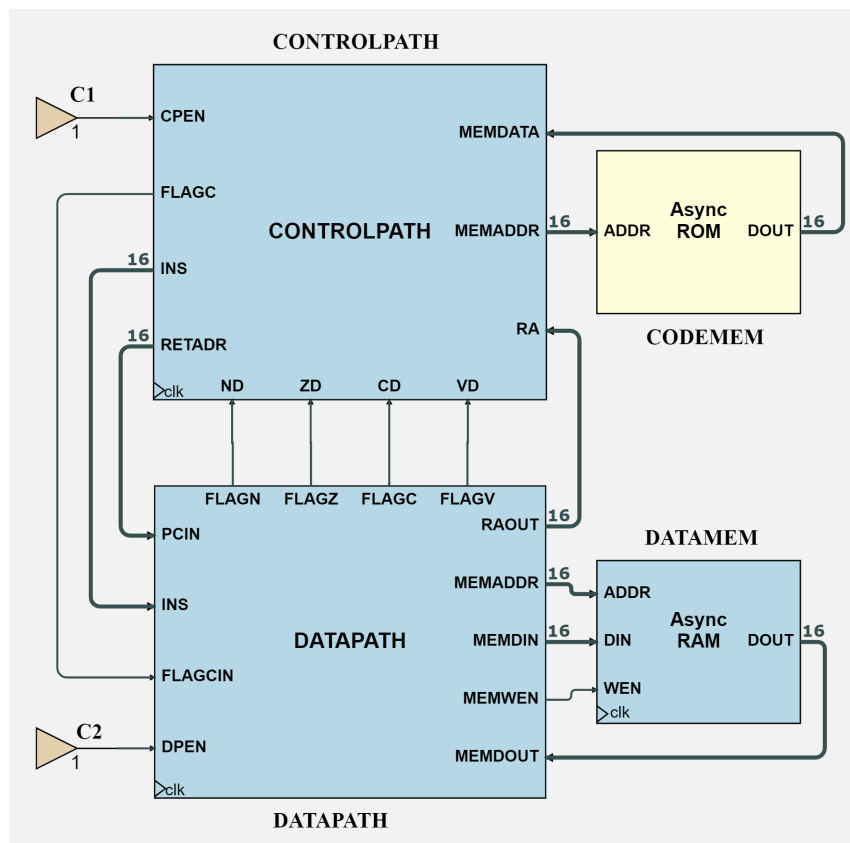 CONTROLPATH
C1
1
CPEN
MEMDATA
FLAGC
CONTROLPATH
MEMADDR
16
ADDR
Async
ROM
DOUT
16
16
INS
16
RETADR
RA
CODEMEM
clk
ND
ZD
CD
VD
FLAGN
FLAGZ
FLAGC
FLAGV
RAOUT
16
PCIN
DATAMEM
MEMADDR
16
ADDR
INS
Async
RAM
DATAPATH
MEMDIN
16
DIN
DOUT
16
FLAGCIN
MEMWEN
WEN
clk
C2
1
DPEN
MEMDOUT
clk
DATAPATH